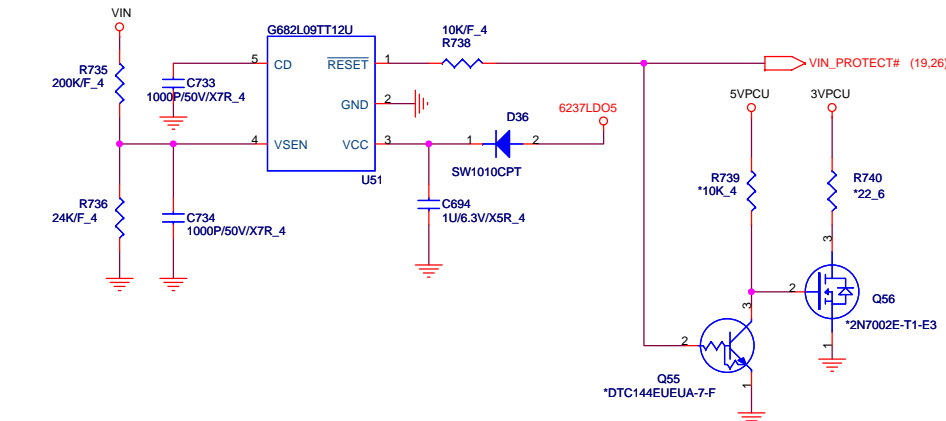 VIN
G682L09TT12U
10K/F_4
R738
R735
200K/F_4
C733
1000P/50V/X7R_4
5
CD
RESET
1
VIN_PROTECT# (19,26)
GND
2
5VPCU
3VPCU
6237LDO5
D36
4
VSEN
VCC
3
1
2
SW1010CPT
U51
R736
24K/F_4
C734
1000P/50V/X7R_4
C694
1U/6.3V/X5R_4
R739
*10K_4
R740
*22_6
3
2
Q56
*2N7002E-T1-E3
1
3
2
Q55
*DTC144EUEUA-7-F
1